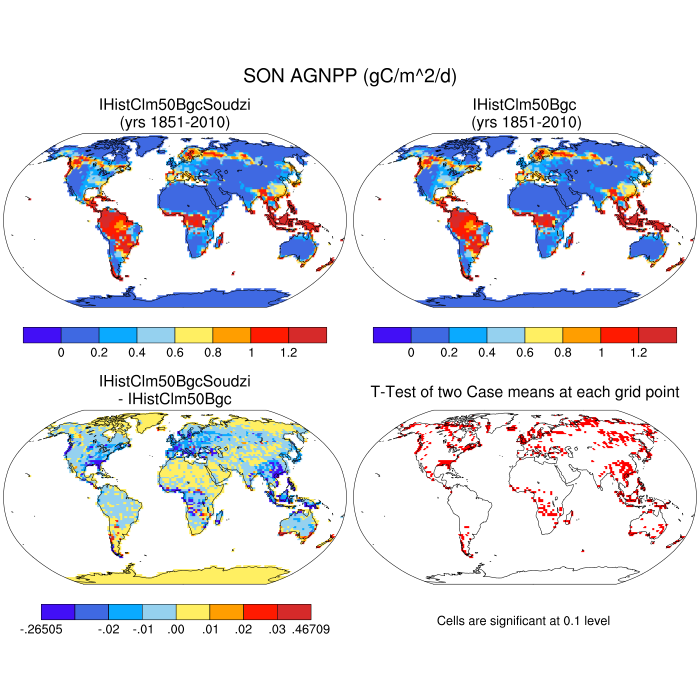 SON AGNPP (gC/m^2/d)
IHistClm50BgcSoudzi
(yrs 1851-2010)
IHistClm50Bgc
(yrs 1851-2010)
0 0.2 0.4 0.6 0.8 1 1.2
0 0.2 0.4 0.6 0.8 1 1.2
IHistClm50BgcSoudzi
- IHistClm50Bgc
T-Test of two Case means at each grid point
-.26505 -.02 -.01 .00 .01 .02 .03 .46709
Cells are significant at 0.1 level